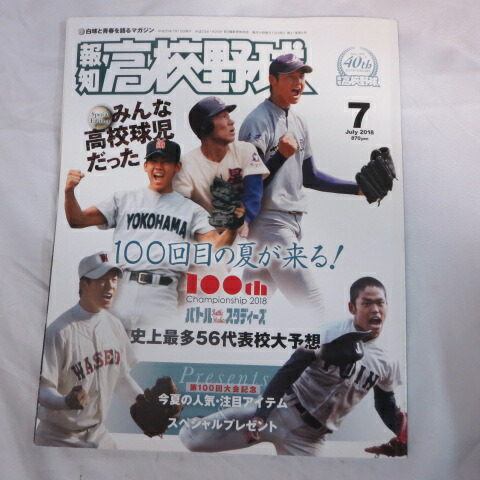 白球と青春を語るマガジン
報知高校野球
40th
7
July 2018
870yen
みんな
高校球児
だった
YOKOHAMA
100回目の夏が来る!
100th
Championship 2018
バトル Battle Studies スタディーズ
史上最多56代表校大予想
WASED
Presents
第100回大会記念
今夏の人気・注目アイテム
スペシャルプレゼント